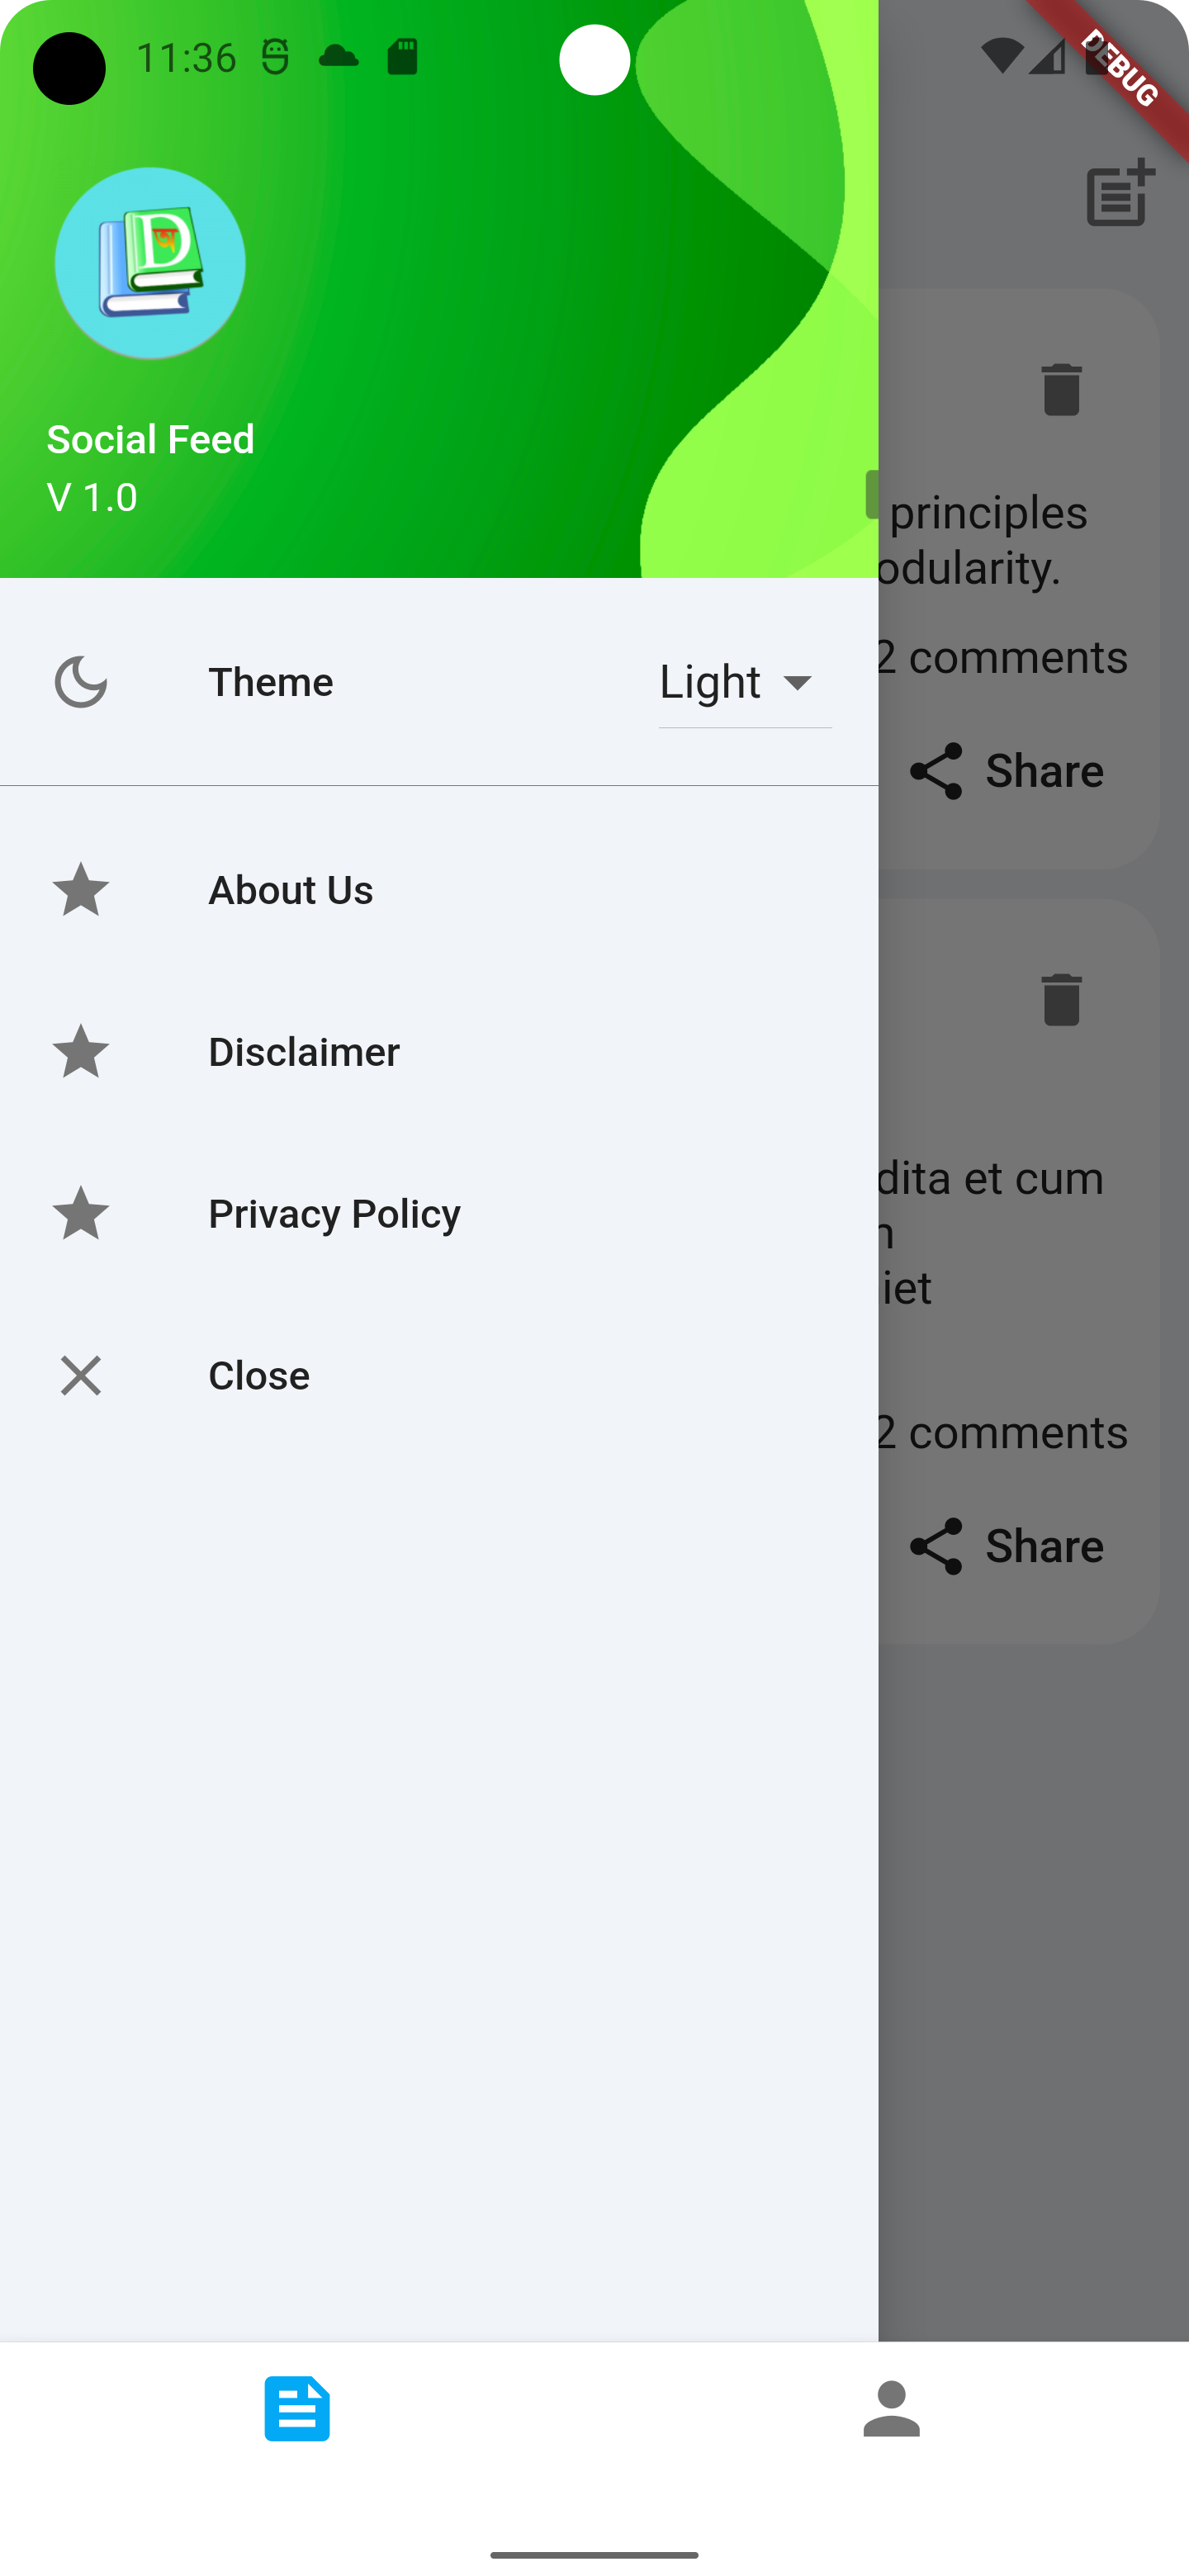 11:36
DEBUG
D
অ
Social Feed
V 1.0
principles
odularity.
2 comments
Share
Theme
Light
About Us
Disclaimer
Privacy Policy
Close
dita et cum
iet
2 comments
Share